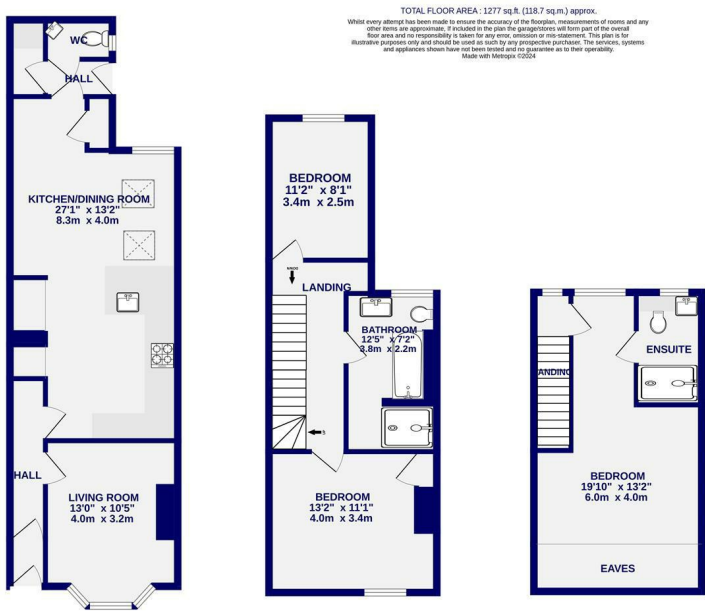 TOTAL FLOOR AREA : 1277 sq.ft. (118.7 sq.m.) approx.
Whilst every attempt has been made to ensure the accuracy of the floorplan, measurements of rooms and any
other items are approximate, if included in the plan the garage/stores will form part of the overall
floor area and no responsibility is taken for any error, omission or mis-statement. This plan is for
illustrative purposes only and should be used as such by any prospective purchaser. The services, systems
and appliances shown have not been tested and no guarantee as to their operability.
Made with Metropix ©2024
WC
HALL
KITCHEN/DINING ROOM
27'1" x 13'2"
8.3m x 4.0m
HALL
LIVING ROOM
13'0" x 10'5"
4.0m x 3.2m
BEDROOM
11'2" x 8'1"
3.4m x 2.5m
LANDING
BATHROOM
12'5" x 7'2"
3.8m x 2.2m
BEDROOM
13'2" x 11'1"
4.0m x 3.4m
ENSUITE
LANDING
BEDROOM
19'10" x 13'2"
6.0m x 4.0m
EAVES